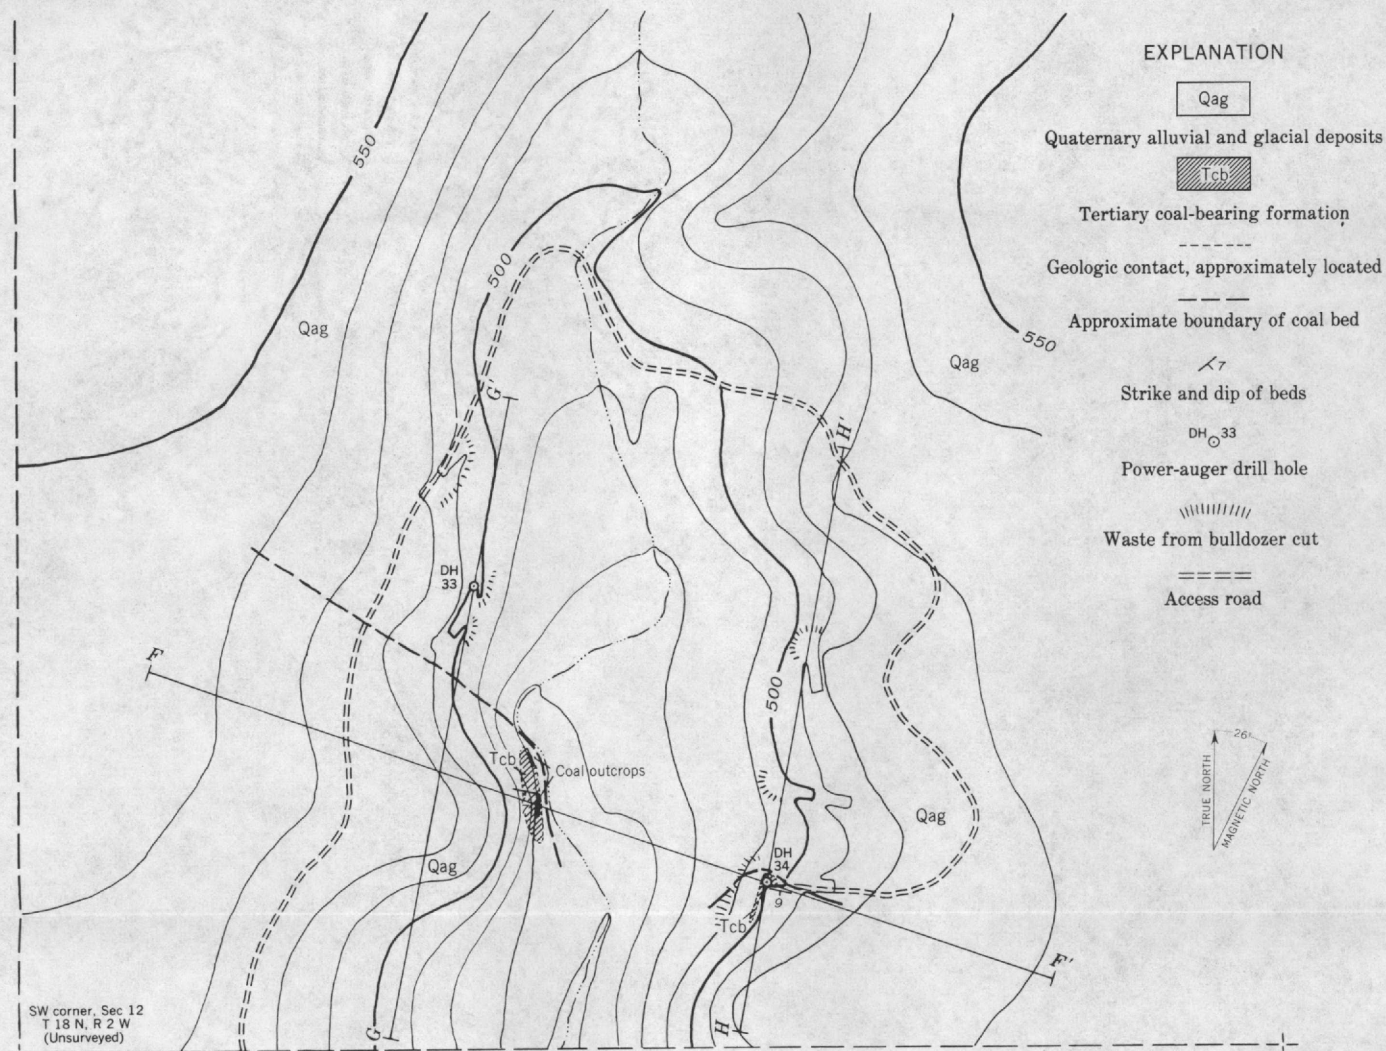 EXPLANATION
Qag
Quaternary alluvial and glacial deposits
Tcb
Tertiary coal-bearing formation
Geologic contact, approximately located
Approximate boundary of coal bed
7
Strike and dip of beds
DH 33
Power-auger drill hole
Waste from bulldozer cut
Access road
550
500
Qag
550
Qag
G'
H'
DH
33
F
500
Tcb
Coal outcrops
26°
TRUE NORTH
MAGNETIC NORTH
Qag
Qag
DH
34
9
Tcb
F'
SW corner, Sec 12
T 18 N, R 2 W
(Unsurveyed)
G
H